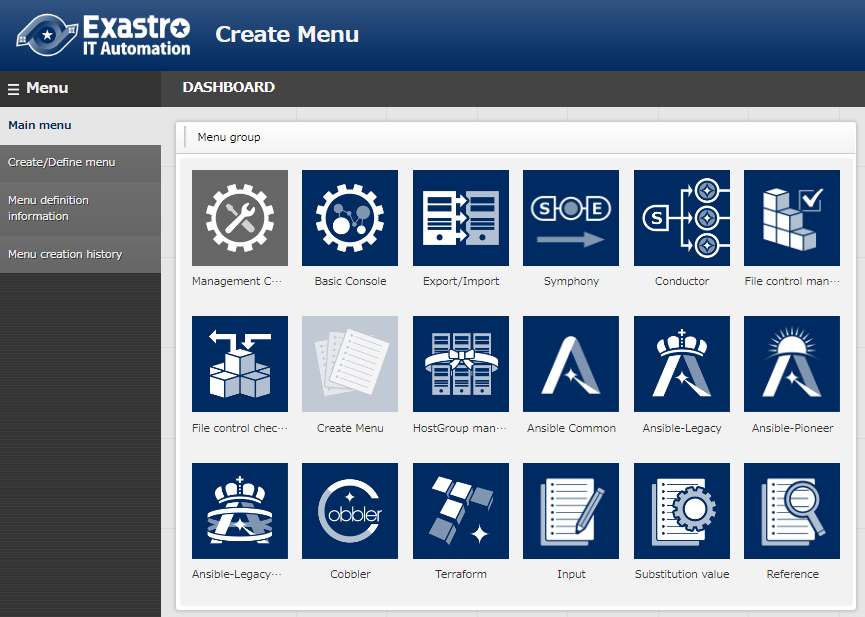 Exastro
IT Automation
Create Menu
Menu
DASHBOARD
Main menu
Create/Define menu
Menu definition
information
Menu creation history
Menu group
Management C···
Basic Console
Export/Import
S O E
Symphony
S
Conductor
File control man···
File control chec···
Create Menu
HostGroup man···
Ansible Common
Ansible-Legacy
Ansible-Pioneer
Ansible-Legacy···
Cobbler
Cobbler
Terraform
Input
Substitution value
Reference